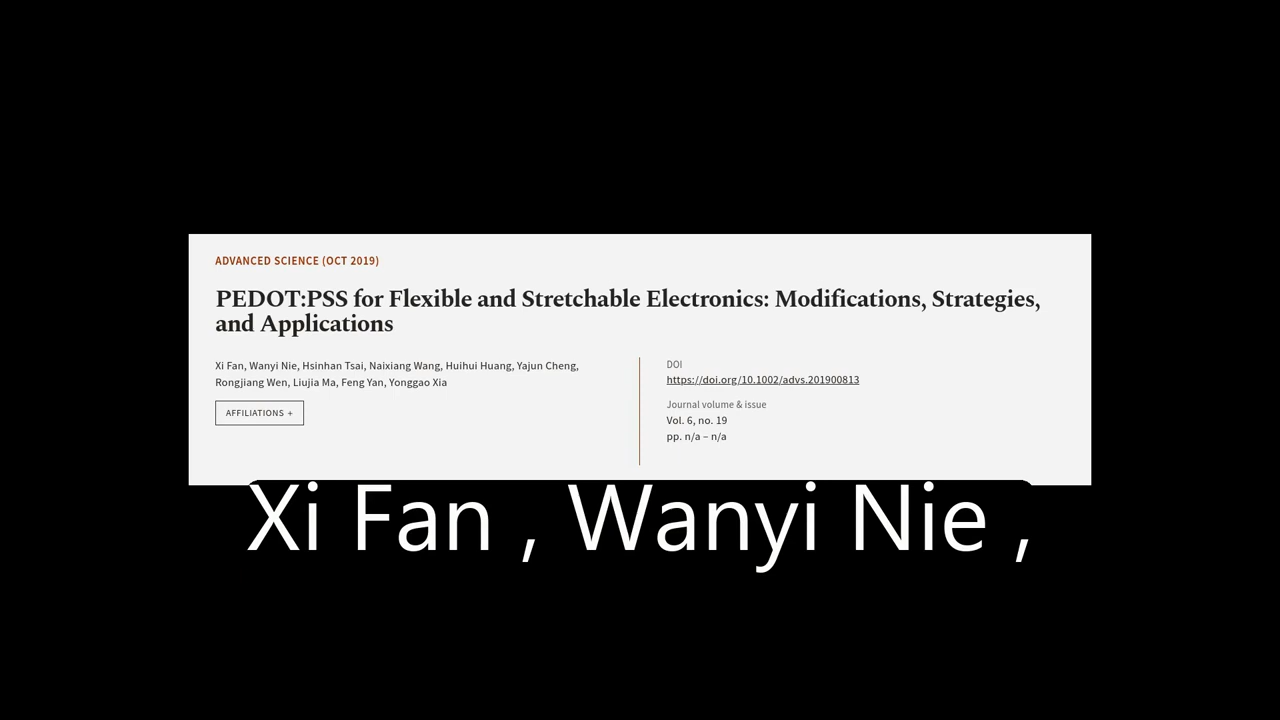 ADVANCED SCIENCE (OCT 2019)
PEDOT:PSS for Flexible and Stretchable Electronics: Modifications, Strategies,
and Applications
Xi Fan, Wanyi Nie, Hsinhan Tsai, Naixiang Wang, Huihui Huang, Yajun Cheng,
Rongjiang Wen, Liujia Ma, Feng Yan, Yonggao Xia
AFFILIATIONS +
DOI
https://doi.org/10.1002/advs.201900813
Journal volume & issue
Vol. 6, no. 19
pp. n/a – n/a
Xi Fan , Wanyi Nie ,